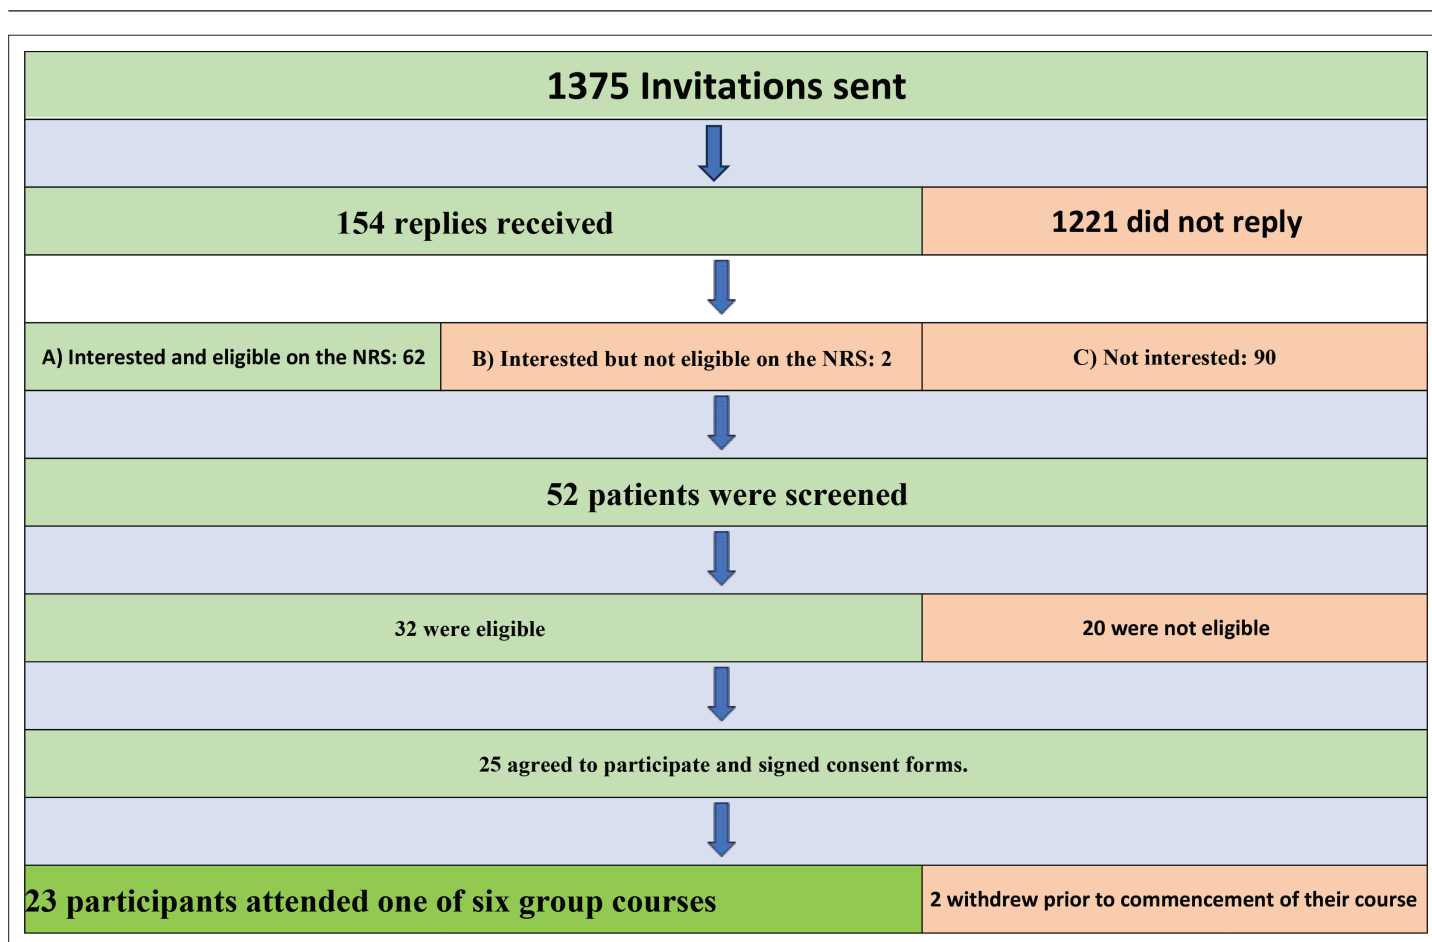 1375 Invitations sent
154 replies received
1221 did not reply
A) Interested and eligible on the NRS: 62
B) Interested but not eligible on the NRS: 2
C) Not interested: 90
52 patients were screened
32 were eligible
20 were not eligible
25 agreed to participate and signed consent forms.
23 participants attended one of six group courses
2 withdrew prior to commencement of their course